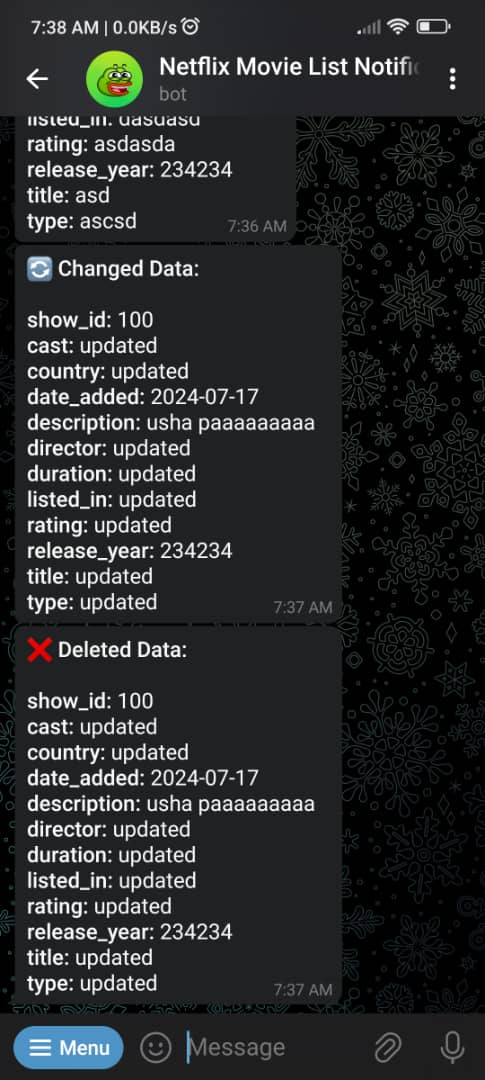 7:38 AM | 0.0KB/s
Netflix Movie List Notific
bot
listed_in: dasdasd
rating: asdasda
release_year: 234234
title: asd
type: ascsd
7:36 AM
Changed Data:
show_id: 100
cast: updated
country: updated
date_added: 2024-07-17
description: usha paaaaaaaaa
director: updated
duration: updated
listed_in: updated
rating: updated
release_year: 234234
title: updated
type: updated
7:37 AM
Deleted Data:
show_id: 100
cast: updated
country: updated
date_added: 2024-07-17
description: usha paaaaaaaaa
director: updated
duration: updated
listed_in: updated
rating: updated
release_year: 234234
title: updated
type: updated
7:37 AM
Menu
Message